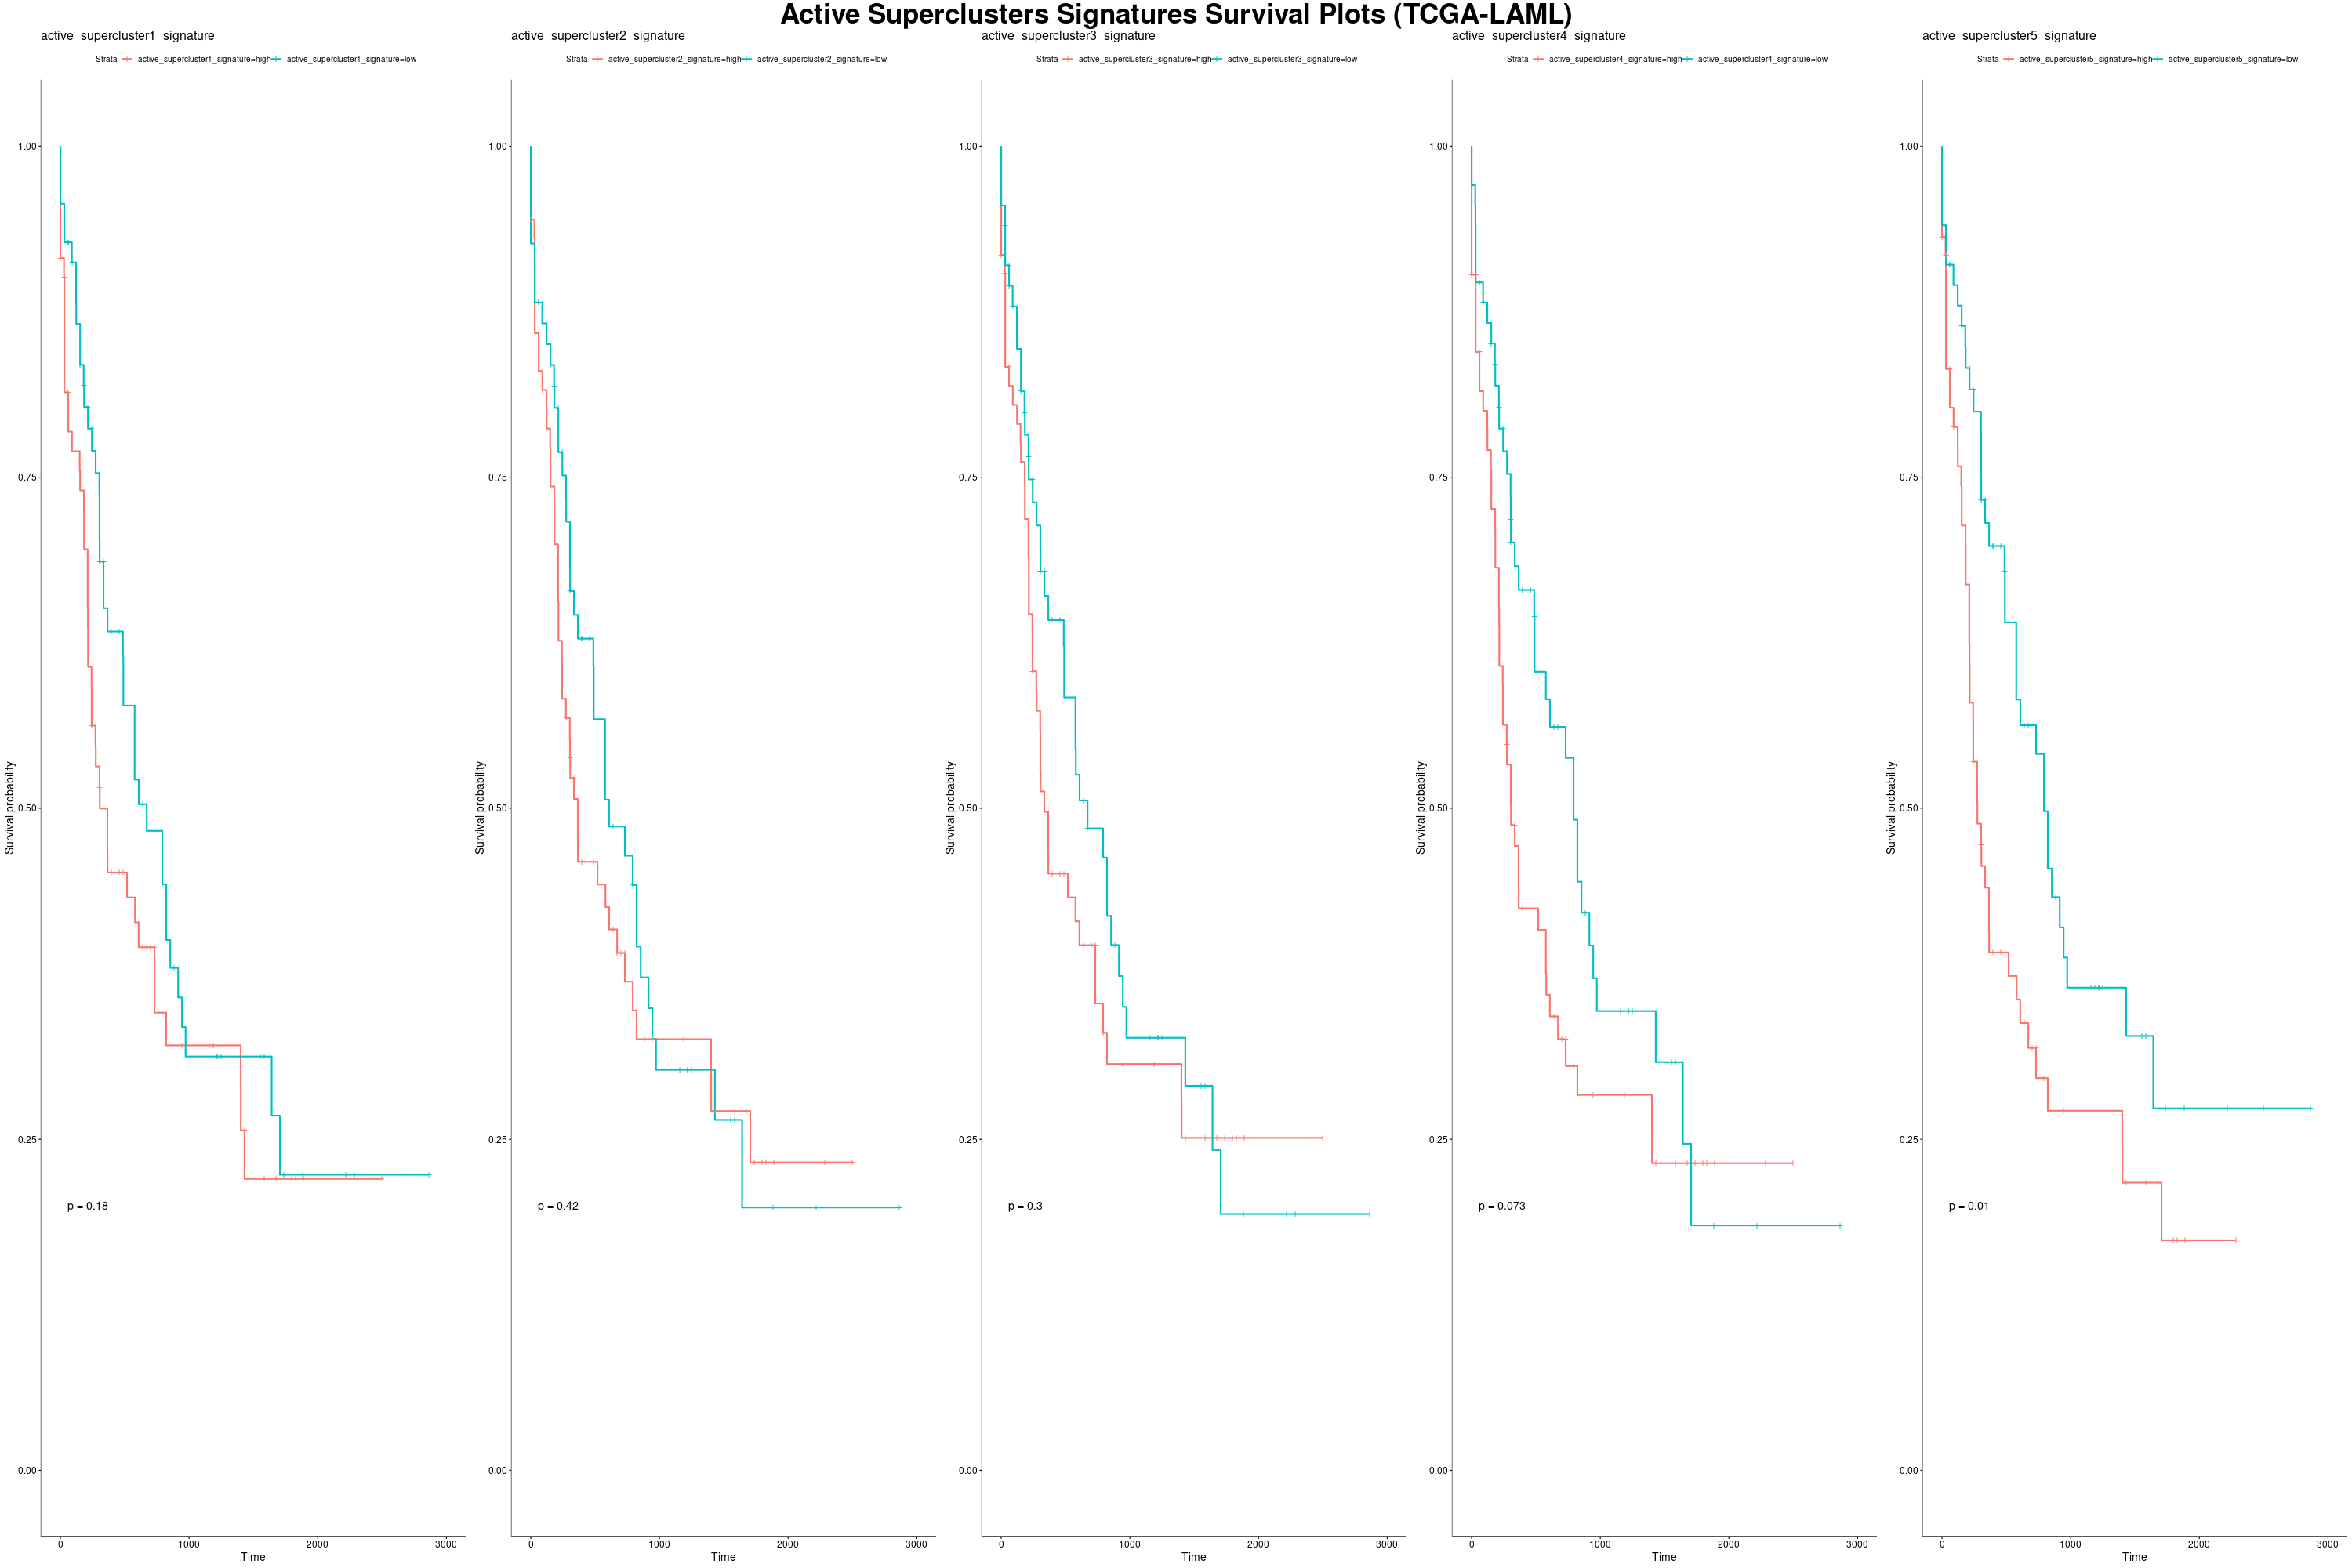 Active Superclusters Signatures Survival Plots (TCGA-LAML)
active_supercluster1_signature
Strata active_supercluster1_signature=high active_supercluster1_signature=low
1.00
0.75
0.50
0.25
0.00
Survival probability
p = 0.18
0 1000 2000 3000
Time
active_supercluster2_signature
Strata active_supercluster2_signature=high active_supercluster2_signature=low
1.00
0.75
0.50
0.25
0.00
Survival probability
p = 0.42
0 1000 2000 3000
Time
active_supercluster3_signature
Strata active_supercluster3_signature=high active_supercluster3_signature=low
1.00
0.75
0.50
0.25
0.00
Survival probability
p = 0.3
0 1000 2000 3000
Time
active_supercluster4_signature
Strata active_supercluster4_signature=high active_supercluster4_signature=low
1.00
0.75
0.50
0.25
0.00
Survival probability
p = 0.073
0 1000 2000 3000
Time
active_supercluster5_signature
Strata active_supercluster5_signature=high active_supercluster5_signature=low
1.00
0.75
0.50
0.25
0.00
Survival probability
p = 0.01
0 1000 2000 3000
Time